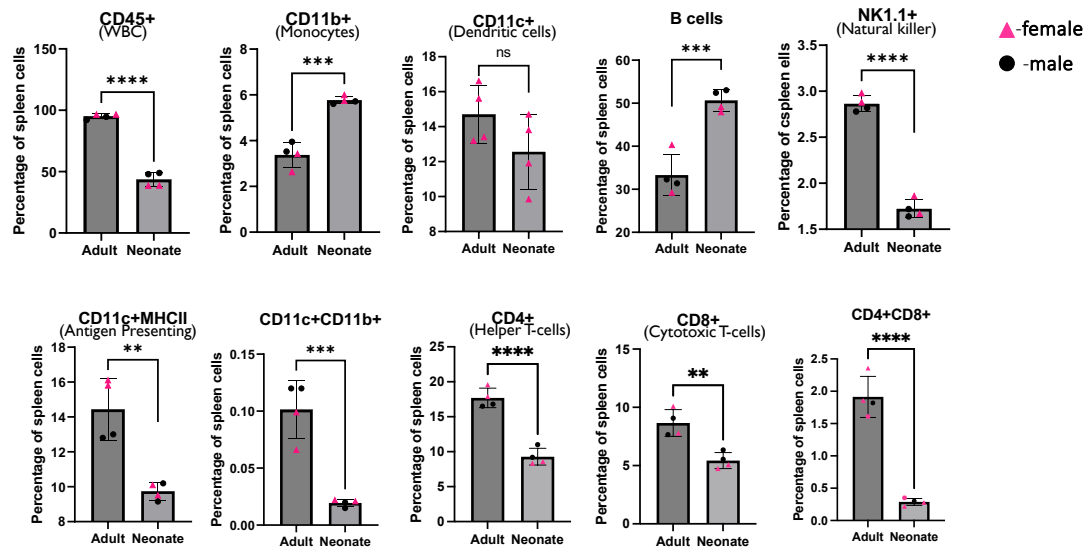 CD45+
(WBC)
Percentage of spleen cells
150
100
50
0
****
Adult Neonate
CD11b+
(Monocytes)
Percentage of spleen cells
8
6
4
2
0
***
Adult Neonate
CD11c+
(Dendritic cells)
Percentage of spleen cells
18
16
14
12
10
8
ns
Adult Neonate
B cells
Percentage of spleen cells
60
50
40
30
20
***
Adult Neonate
NK1.1+
(Natural killer)
Percentage of cspleen cells
3.5
3.0
2.5
2.0
1.5
****
Adult Neonate
-female
-male
CD11c+MHCII
(Antigen Presenting)
Percentage of spleen cells
18
16
14
12
10
8
**
Adult Neonate
CD11c+CD11b+
Percentage of spleen cells
0.15
0.10
0.05
0.00
***
Adult Neonate
CD4+
(Helper T-cells)
Percentage of spleen cells
25
20
15
10
5
0
****
Adult Neonate
CD8+
(Cytotoxic T-cells)
Percentage of spleen cells
15
10
5
0
**
Adult Neonate
CD4+CD8+
Percentage of spleen cells
2.5
2.0
1.5
1.0
0.5
0.0
****
Adult Neonate